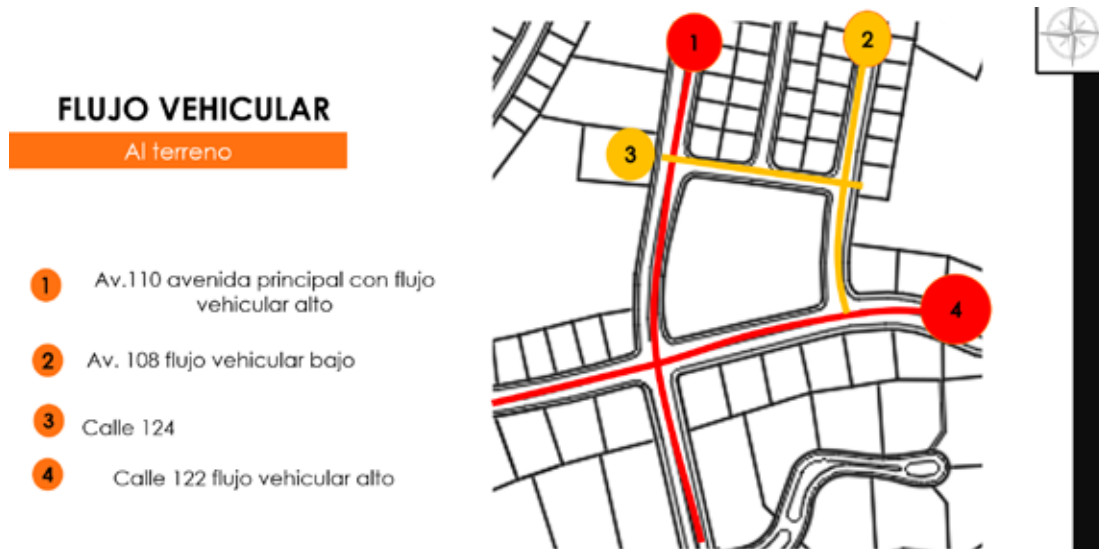 FLUJO VEHICULAR
Al terreno
1 Av.110 avenida principal con flujo
vehicular alto
2 Av. 108 flujo vehicular bajo
3 Calle 124
4 Calle 122 flujo vehicular alto
1
2
3
4